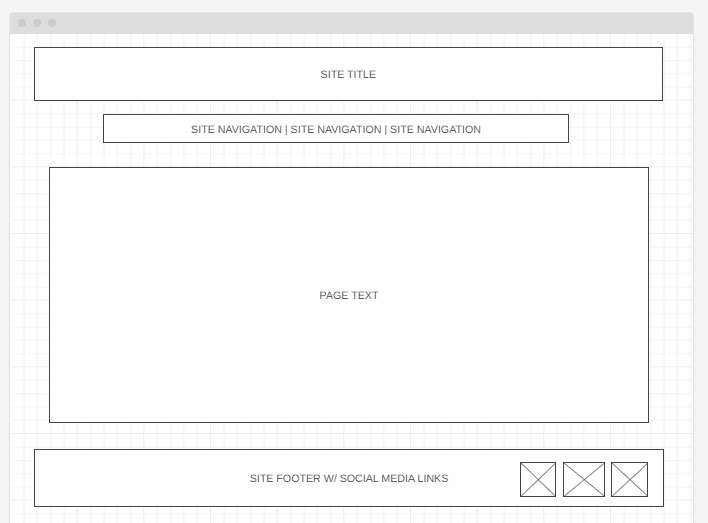 SITE TITLE
SITE NAVIGATION | SITE NAVIGATION | SITE NAVIGATION
PAGE TEXT
SITE FOOTER W/ SOCIAL MEDIA LINKS